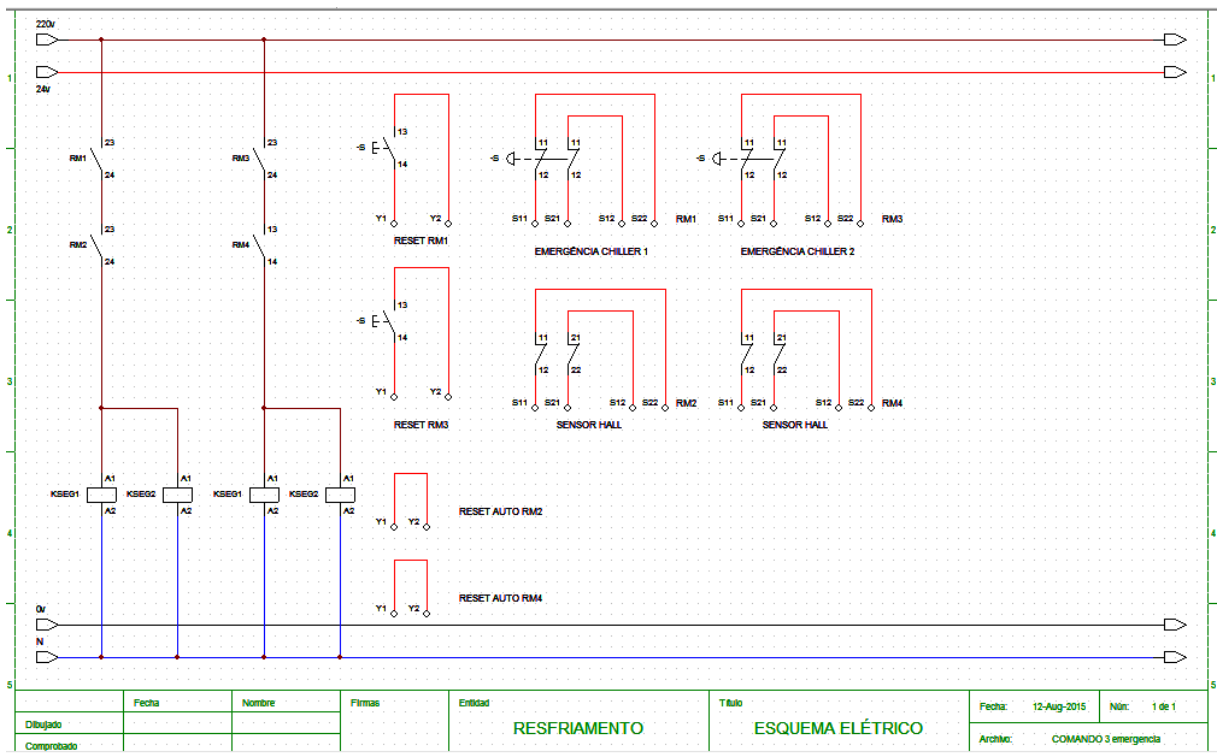 220v
24v
1
1
RM1
23
24
RM3
23
24
-S
13
14
-S
11
12
11
12
-S
11
12
11
12
2
2
RM2
23
24
RM4
13
14
Y1
Y2
RESET RM1
S11
S21
S12
S22
RM1
EMERGÊNCIA CHILLER 1
S11
S21
S12
S22
RM3
EMERGÊNCIA CHILLER 2
3
3
-S
13
14
Y1
Y2
RESET RM3
11
12
21
22
S11
S21
S12
S22
RM2
SENSOR HALL
11
12
21
22
S11
S21
S12
S22
RM4
SENSOR HALL
4
4
KSEG1
A1
A2
KSEG2
A1
A2
KSEG1
A1
A2
KSEG2
A1
A2
Y1
Y2
RESET AUTO RM2
Y1
Y2
RESET AUTO RM4
0v
N
5
5
Fecha
Nombre
Firmas
Entidad
Título
Fecha: 12-Aug-2015
Núm: 1 de 1
Dibujado
RESFRIAMENTO
ESQUEMA ELÉTRICO
Comprobado
Archivo: COMANDO 3 emergencia